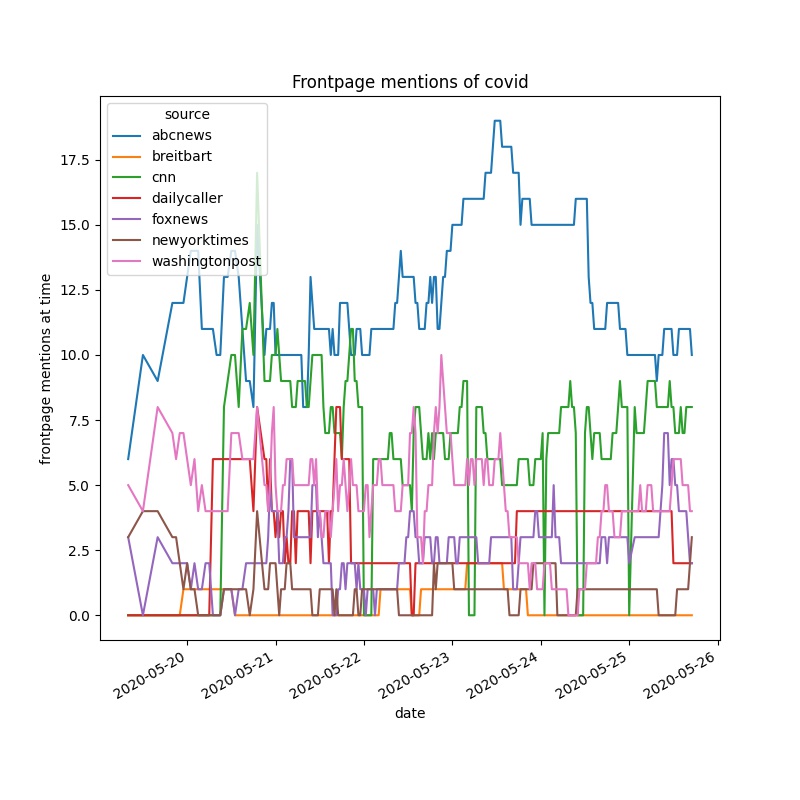 Frontpage mentions of covid
source
abcnews
breitbart
cnn
dailycaller
foxnews
newyorktimes
washingtonpost
frontpage mentions at time
17.5
15.0
12.5
10.0
7.5
5.0
2.5
0.0
2020-05-20
2020-05-21
2020-05-22
2020-05-23
2020-05-24
2020-05-25
2020-05-26
date